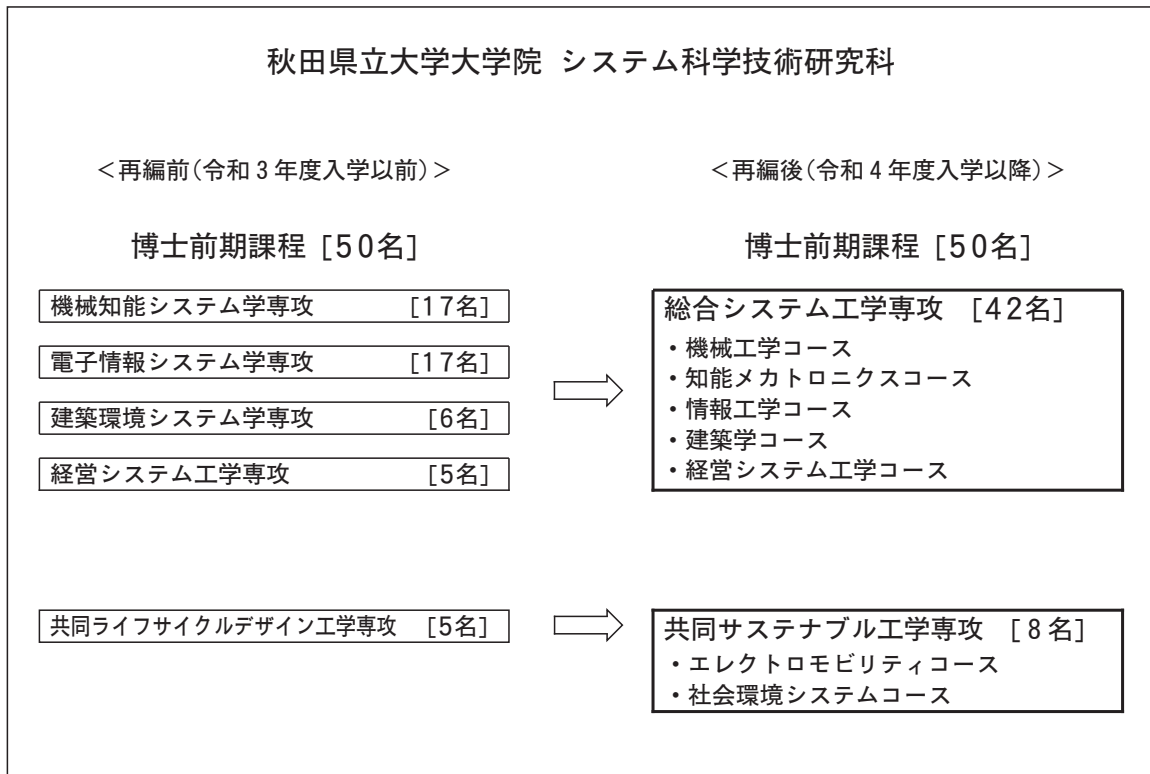 秋田県立大学大学院 システム科学技術研究科
＜再編前(令和３年度入学以前)＞
博士前期課程 [50名]
機械知能システム学専攻 [17名]
電子情報システム学専攻 [17名]
建築環境システム学専攻 [6名]
経営システム工学専攻 [5名]
共同ライフサイクルデザイン工学専攻 [5名]
＜再編後(令和４年度入学以降)＞
博士前期課程 [50名]
総合システム工学専攻 [42名]
・機械工学コース
・知能メカトロニクスコース
・情報工学コース
・建築学コース
・経営システム工学コース
共同サステナブル工学専攻 [8名]
・エレクトロモビリティコース
・社会環境システムコース